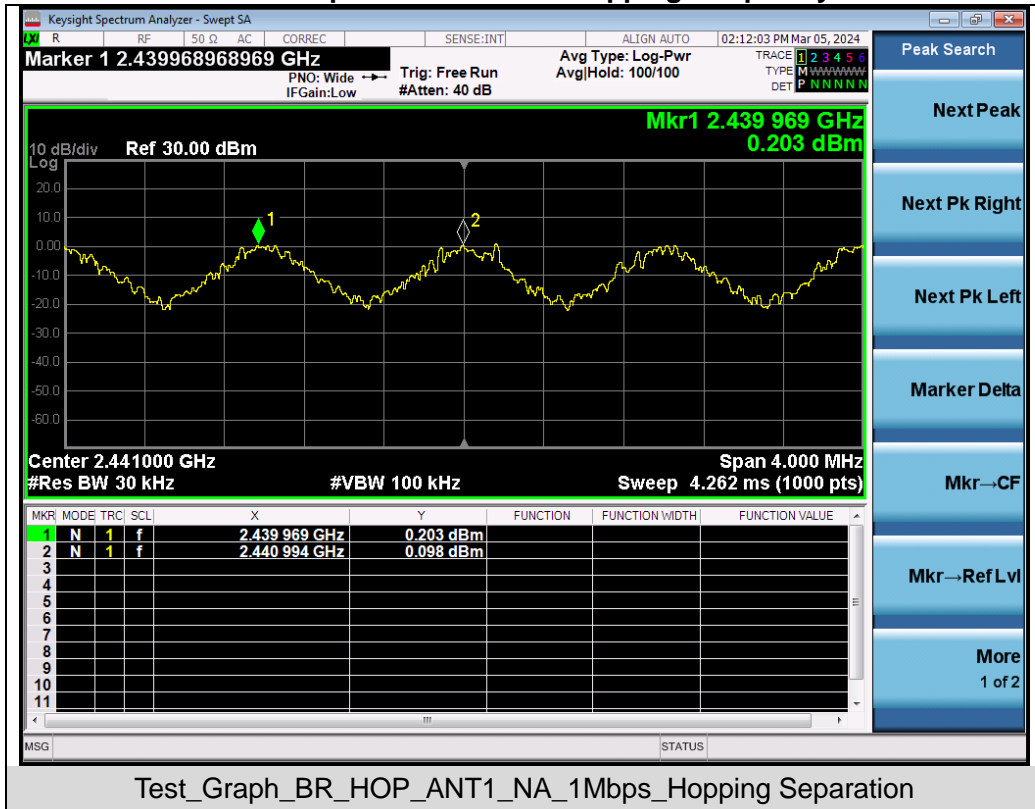 Keysight Spectrum Analyzer - Swept SA
LXI R RF 50 Ω AC CORREC SENSE:INT ALIGN AUTO 02:12:03 PM Mar 05, 2024
Marker 1 2.439968968969 GHz
PNO: Wide
IFGain:Low
Trig: Free Run
#Atten: 40 dB
Avg Type: Log-Pwr
Avg|Hold: 100/100
TRACE 1 2 3 4 5 6
TYPE M WWWWW
DET P N N N N N
Mkr1 2.439 969 GHz
0.203 dBm
10 dB/div Ref 30.00 dBm
Log
20.0
10.0
0.00
-10.0
-20.0
-30.0
-40.0
-50.0
-60.0
1
2
Center 2.441000 GHz Span 4.000 MHz
#Res BW 30 kHz #VBW 100 kHz Sweep 4.262 ms (1000 pts)
MKR MODE TRC SCL X Y FUNCTION FUNCTION WIDTH FUNCTION VALUE
1 N 1 f 2.439 969 GHz 0.203 dBm
2 N 1 f 2.440 994 GHz 0.098 dBm
3
4
5
6
7
8
9
10
11
MSG STATUS
Peak Search
Next Peak
Next Pk Right
Next Pk Left
Marker Delta
Mkr→CF
Mkr→Ref Lvl
More
1 of 2
Test_Graph_BR_HOP_ANT1_NA_1Mbps_Hopping Separation